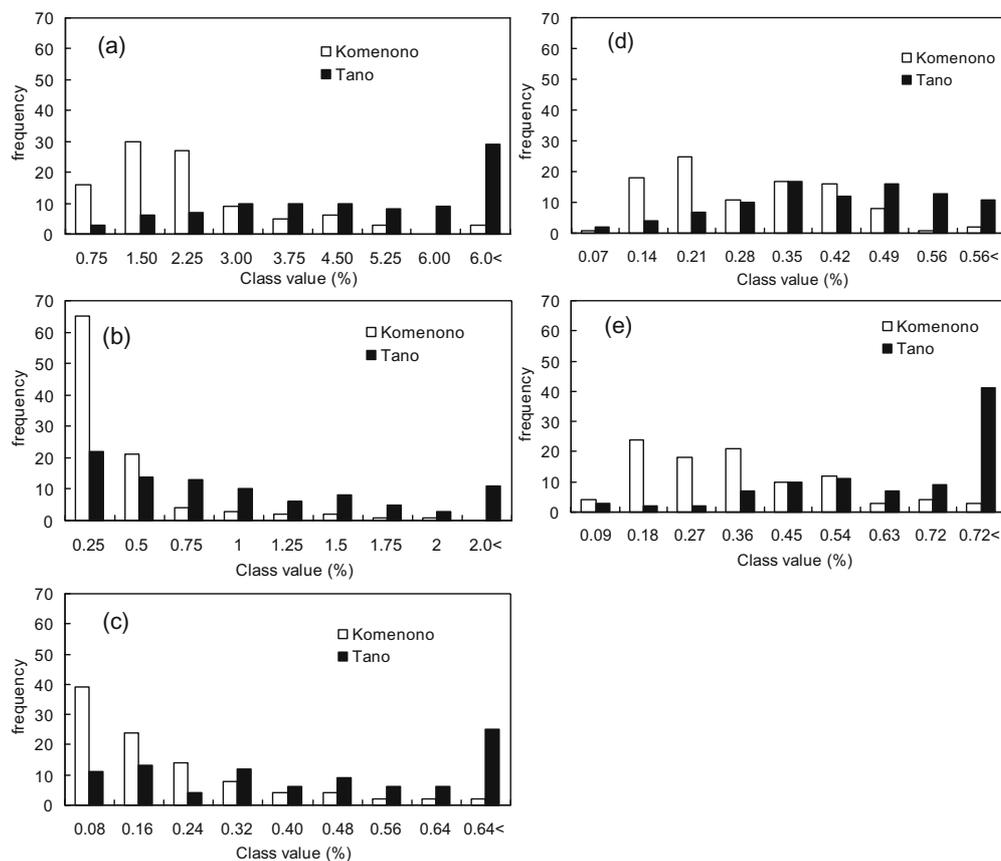 (a)
Komenono
Tano
frequency
70
60
50
40
30
20
10
0
0.75 1.50 2.25 3.00 3.75 4.50 5.25 6.00 6.0<
Class value (%)
(b)
Komenono
Tano
frequency
70
60
50
40
30
20
10
0
0.25 0.5 0.75 1 1.25 1.5 1.75 2 2.0<
Class value (%)
(c)
Komenono
Tano
frequency
70
60
50
40
30
20
10
0
0.08 0.16 0.24 0.32 0.40 0.48 0.56 0.64 0.64<
Class value (%)
(d)
Komenono
Tano
frequency
70
60
50
40
30
20
10
0
0.07 0.14 0.21 0.28 0.35 0.42 0.49 0.56 0.56<
Class value (%)
(e)
Komenono
Tano
frequency
70
60
50
40
30
20
10
0
0.09 0.18 0.27 0.36 0.45 0.54 0.63 0.72 0.72<
Class value (%)